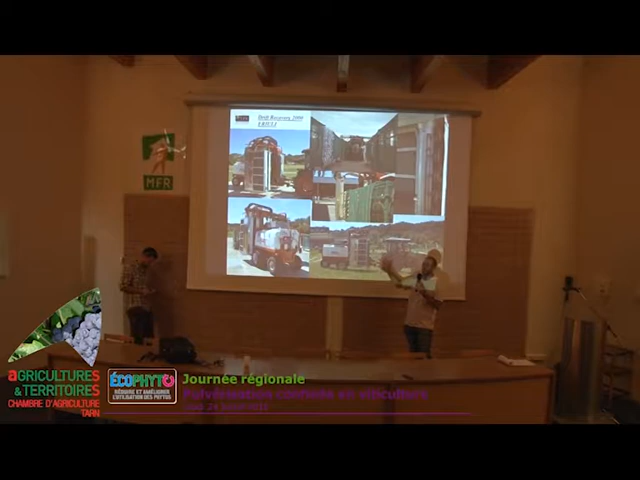 MFR
aGRICULTURES
& TERRITOIRES
CHAMBRE D'AGRICULTURE
TARN
ÉCOPHYTO
RÉDUIRE ET AMÉLIORER
L'UTILISATION DES PHYTOS
Journée régionale
Pulvérisation confinée en viticulture